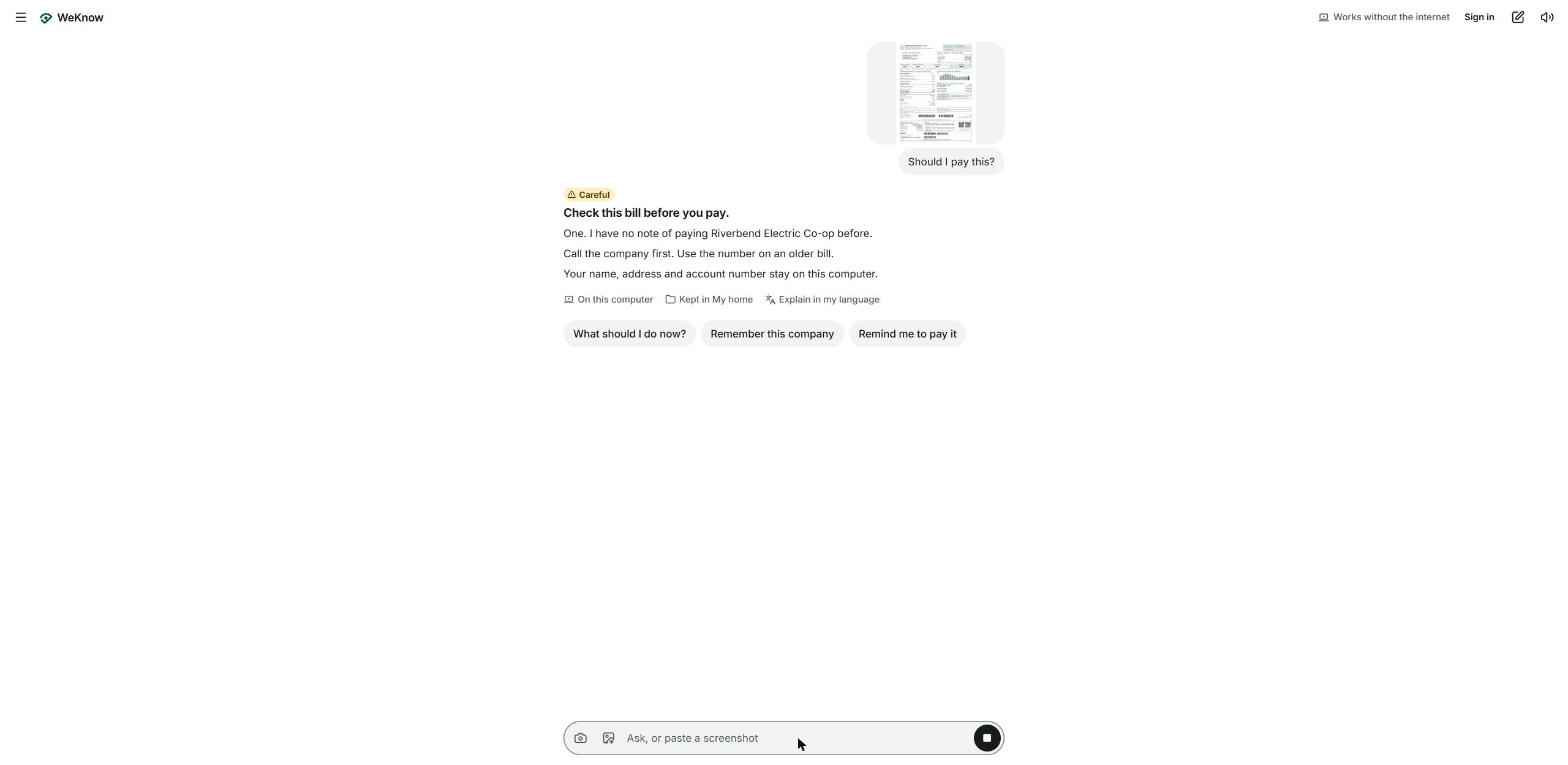 WeKnow
Works without the internet
Sign in
Should I pay this?
Careful
Check this bill before you pay.
One. I have no note of paying Riverbend Electric Co-op before.
Call the company first. Use the number on an older bill.
Your name, address and account number stay on this computer.
On this computer
Kept in My home
Explain in my language
What should I do now?
Remember this company
Remind me to pay it
Ask, or paste a screenshot